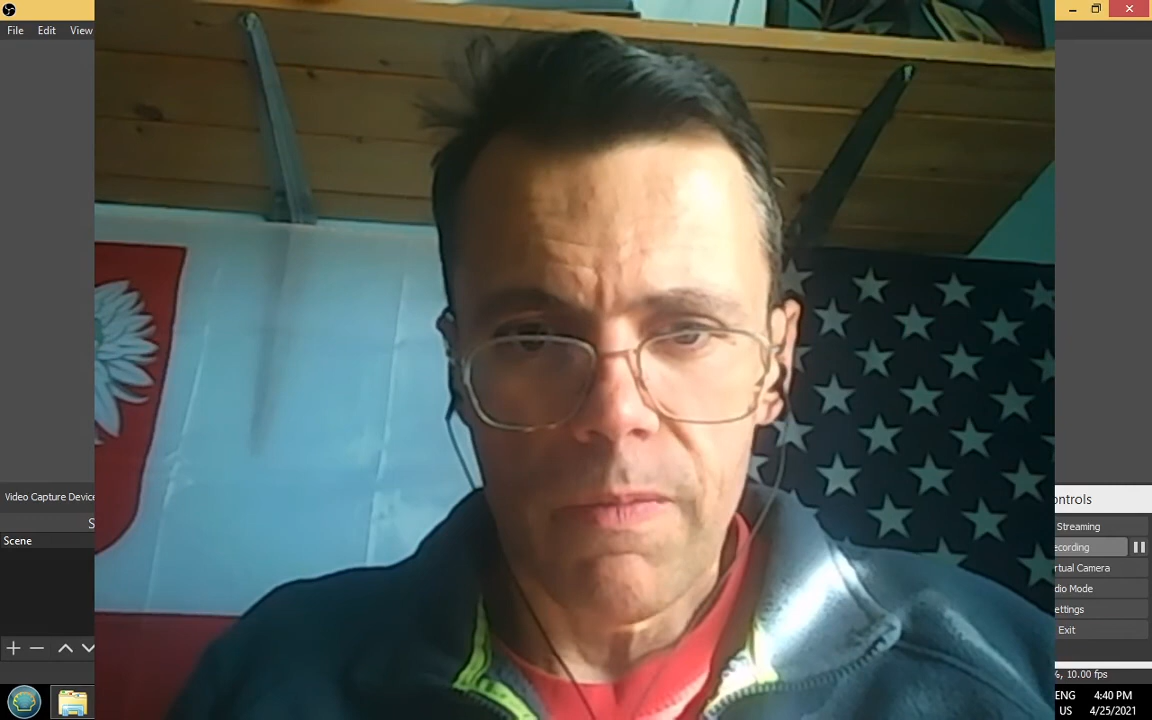 File Edit View
Video Capture Device
S
Scene
ontrols
Streaming
ecording
rtual Camera
dio Mode
ettings
Exit
%, 10.00 fps
ENG 4:40 PM
US 4/25/2021